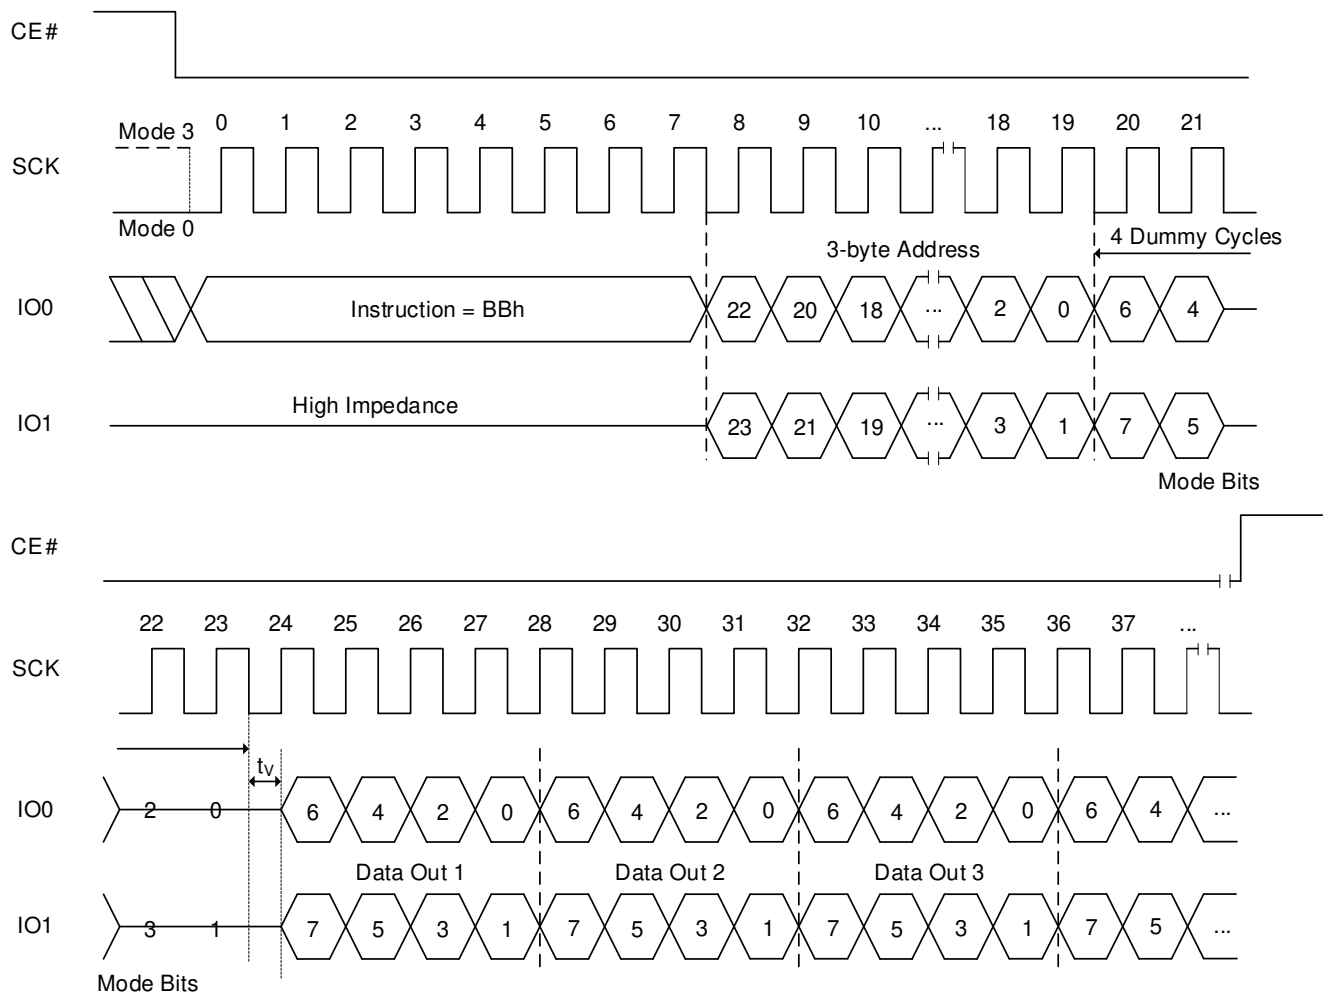 CE#
Mode 3 0 1 2 3 4 5 6 7 8 9 10 ... 18 19 20 21
SCK
Mode 0
3-byte Address 4 Dummy Cycles
IO0 Instruction = BBh 22 20 18 ... 2 0 6 4
High Impedance
IO1 23 21 19 ... 3 1 7 5
Mode Bits
CE#
22 23 24 25 26 27 28 29 30 31 32 33 34 35 36 37 ...
SCK
tV
IO0 2 0 6 4 2 0 6 4 2 0 6 4 2 0 6 4 ...
Data Out 1 Data Out 2 Data Out 3
IO1 3 1 7 5 3 1 7 5 3 1 7 5 3 1 7 5 ...
Mode Bits